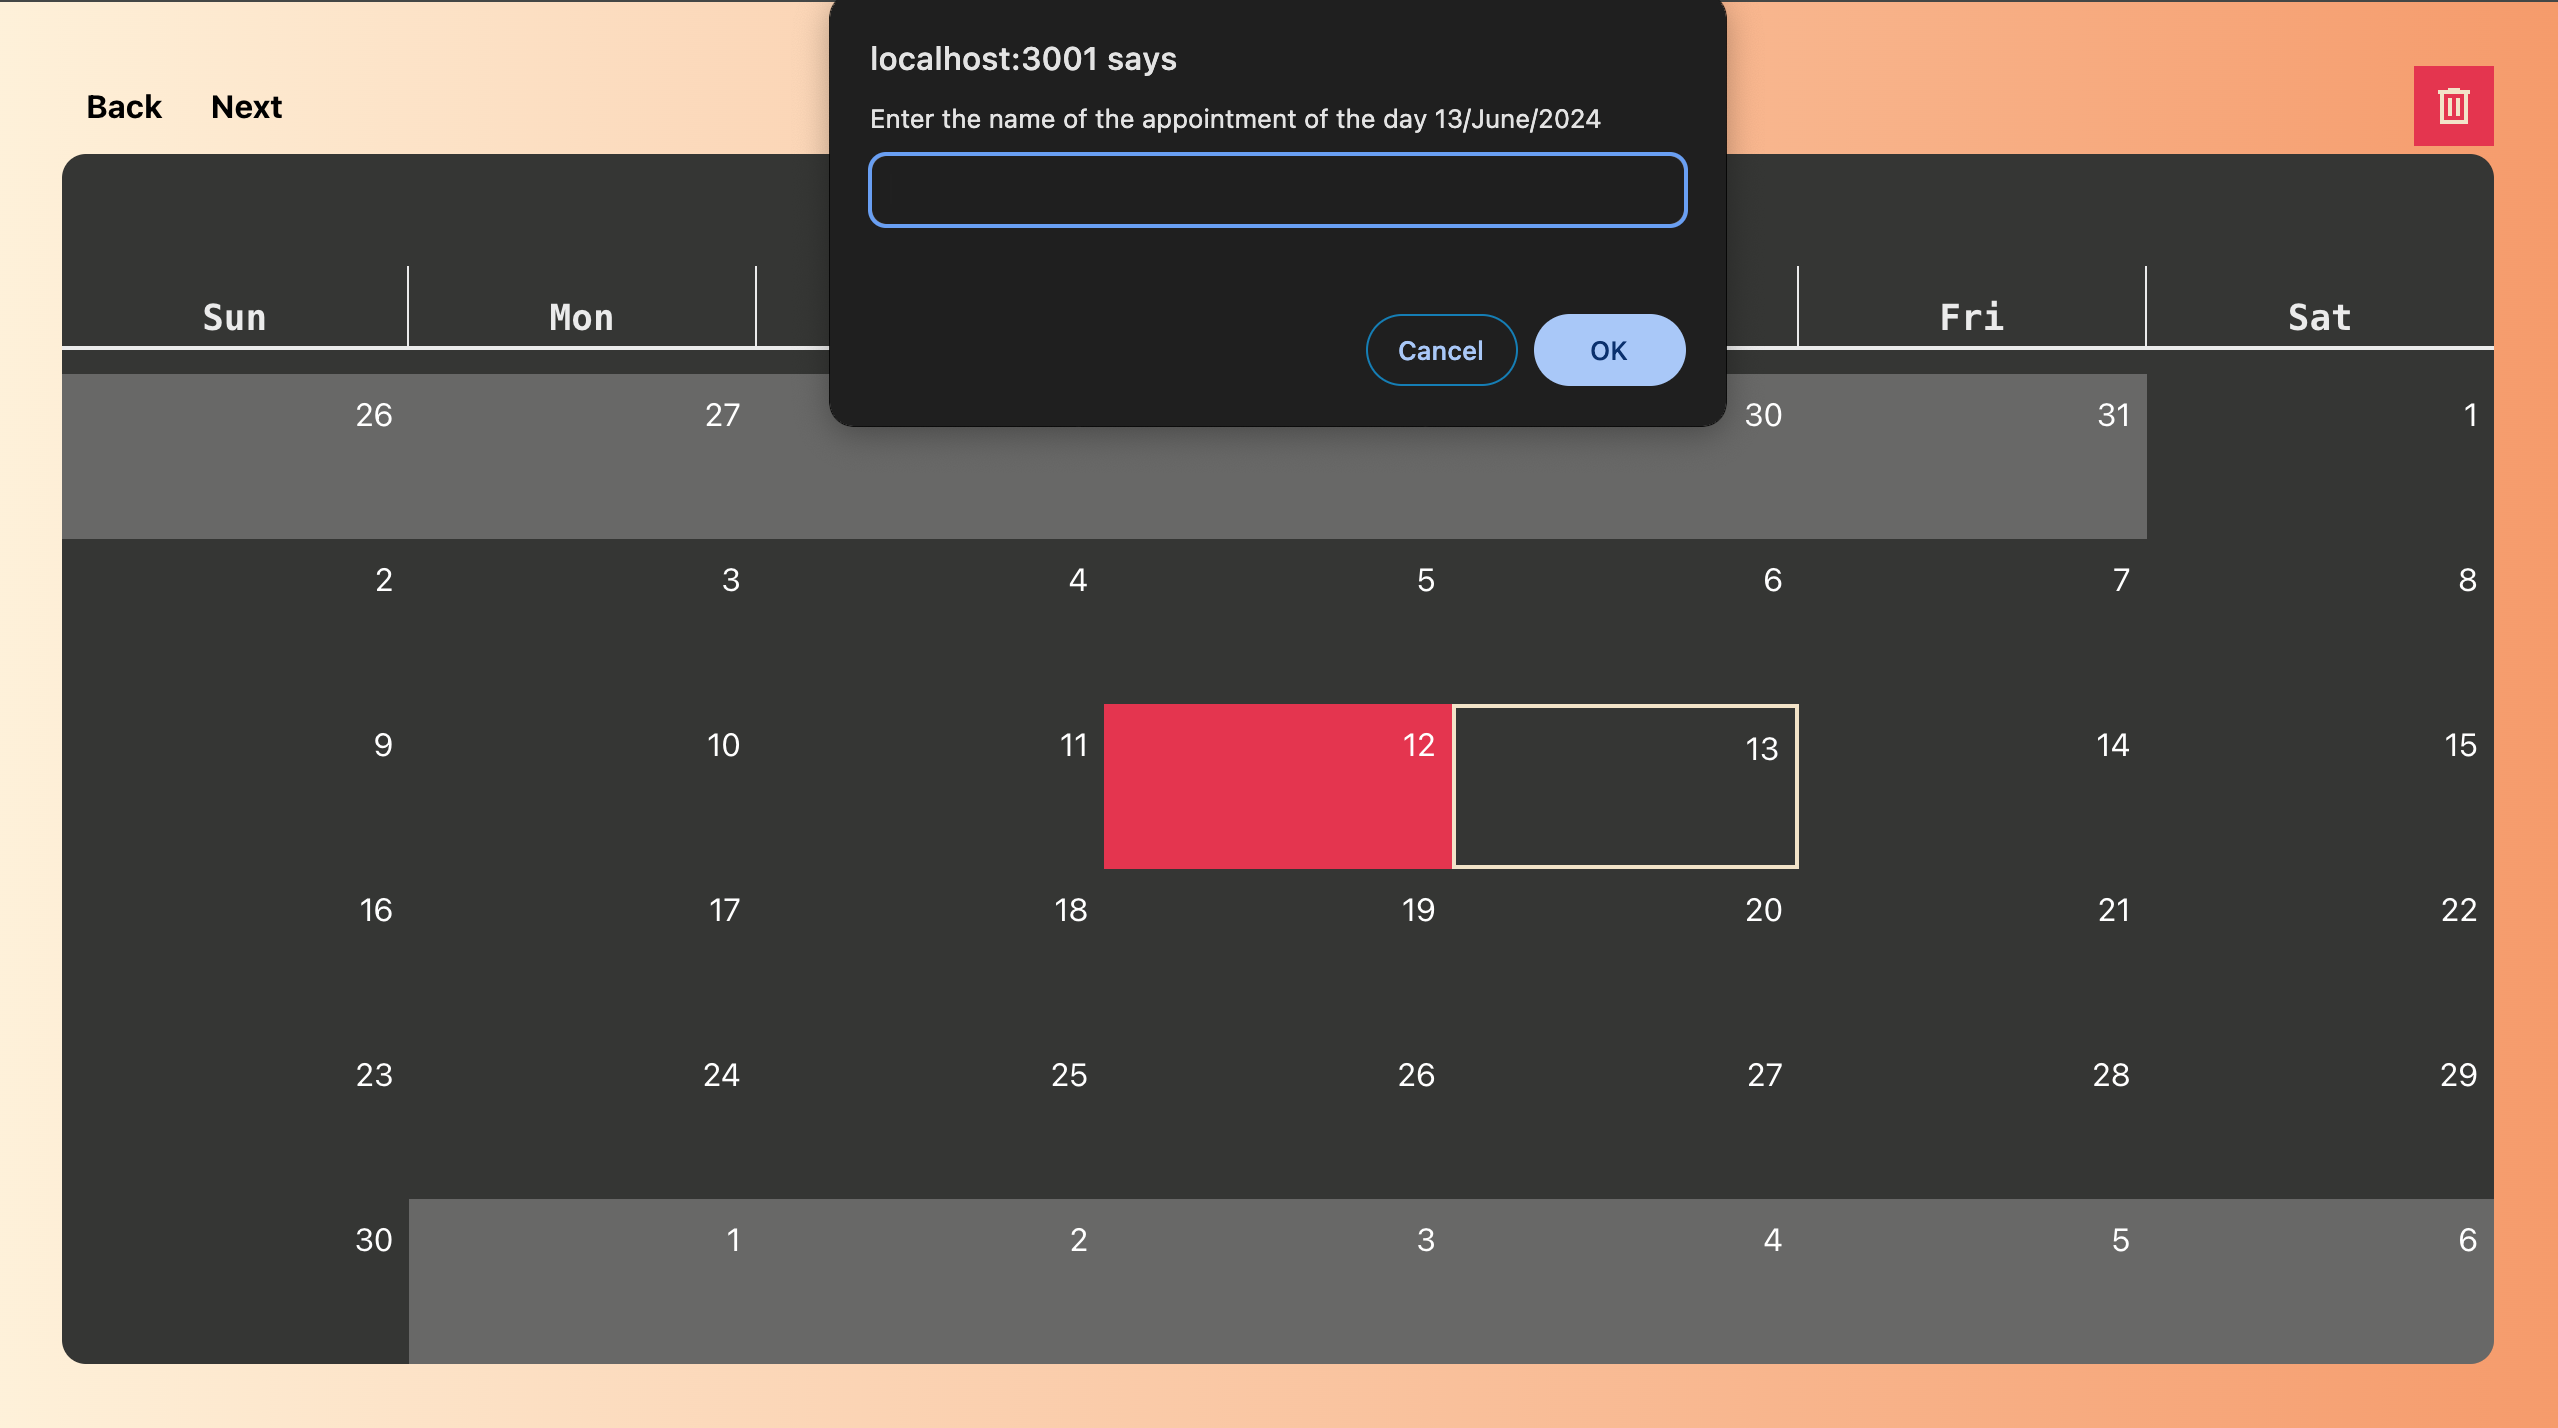 localhost:3001 says
Enter the name of the appointment of the day 13/June/2024
Cancel OK
Back Next
Sun Mon Fri Sat
26 27 30 31 1
2 3 4 5 6 7 8
9 10 11 12 13 14 15
16 17 18 19 20 21 22
23 24 25 26 27 28 29
30 1 2 3 4 5 6